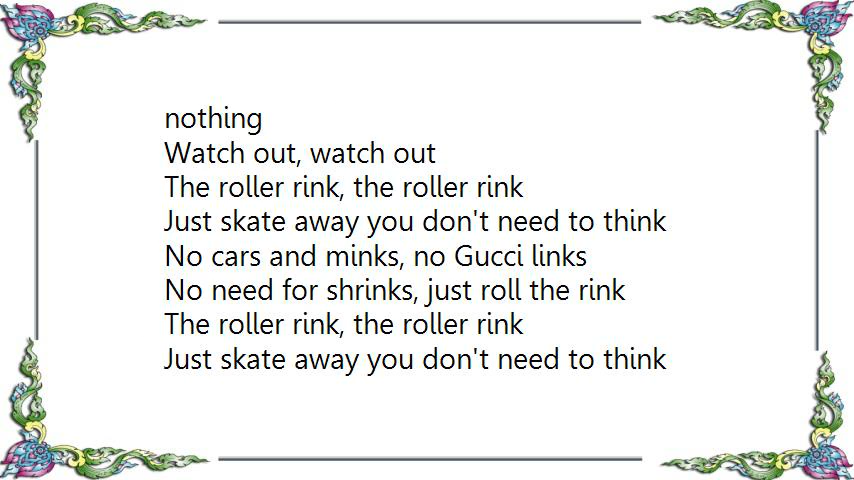 nothing
Watch out, watch out
The roller rink, the roller rink
Just skate away you don't need to think
No cars and minks, no Gucci links
No need for shrinks, just roll the rink
The roller rink, the roller rink
Just skate away you don't need to think